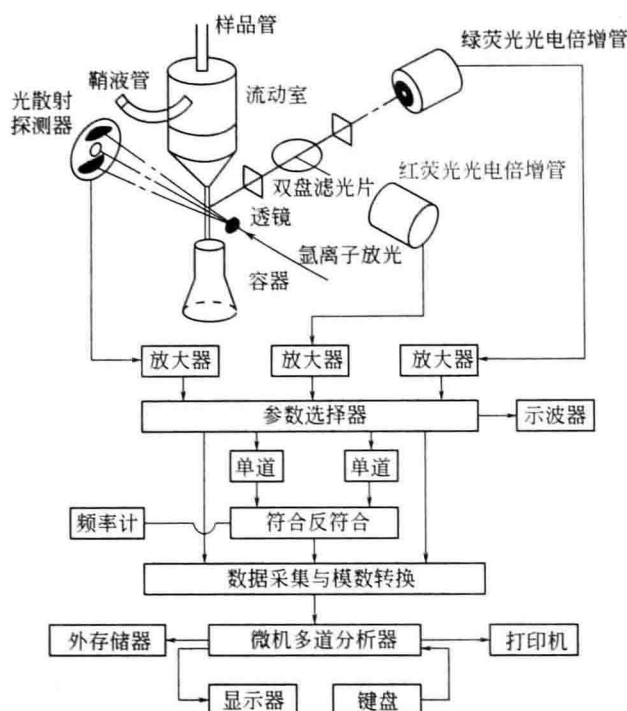 样品管
绿荧光光电倍增管
鞘液管
光散射
探测器
流动室
双盘滤光片
红荧光光电倍增管
透镜
氩离子放光
容器
放大器
放大器
放大器
参数选择器
示波器
单道
单道
频率计
符合反符合
数据采集与模数转换
外存储器
微机多道分析器
打印机
显示器
键盘